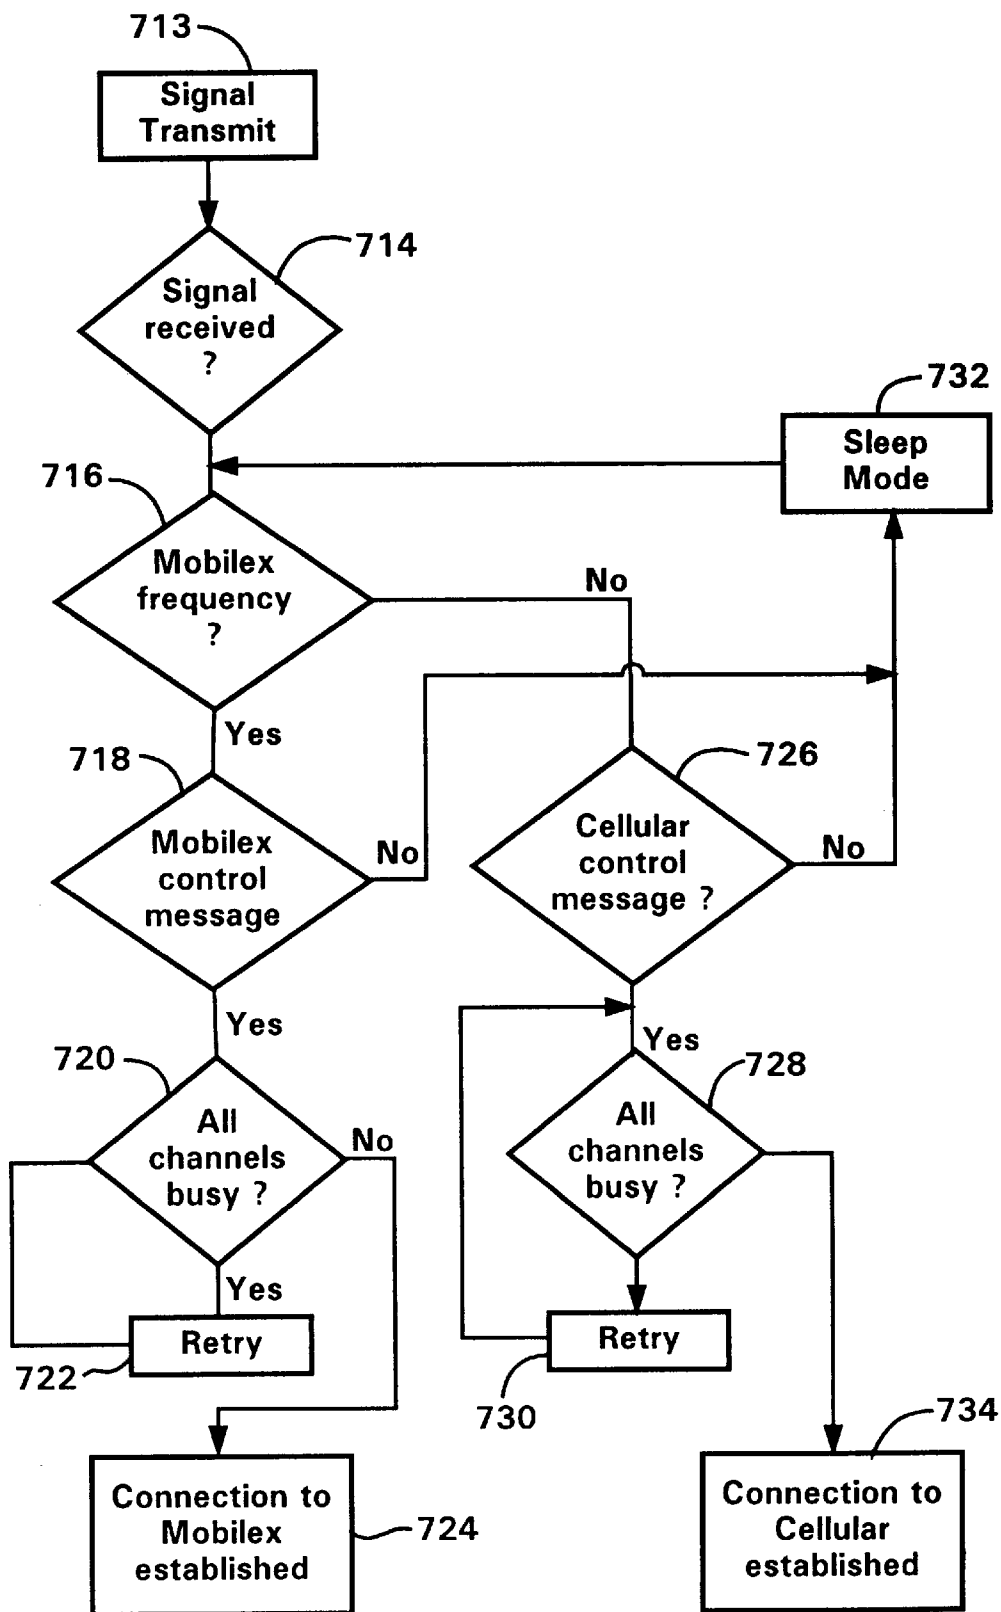 713
Signal
Transmit
714
Signal
received
?
732
Sleep
Mode
716
Mobilex
frequency
?
No
Yes
718
Mobilex
control
message
No
726
Cellular
control
message ?
No
Yes
720
All
channels
busy ?
No
Yes
728
All
channels
busy ?
Yes
Retry
722
Retry
730
Connection to
Mobilex
established
724
734
Connection to
Cellular
established